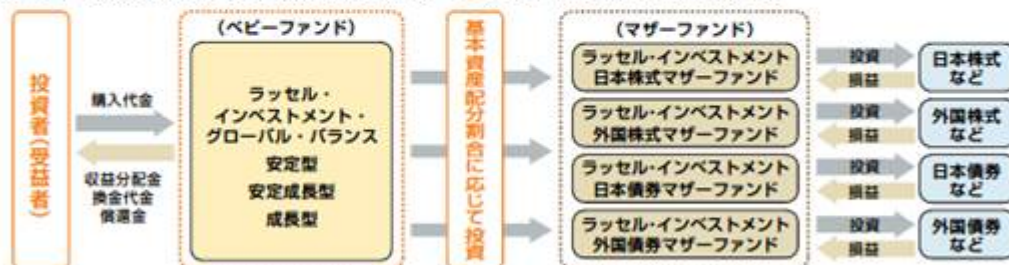 投資者(受益者)
購入代金
収益分配金
換金代金
償還金
(ベビーファンド)
ラッセル・
インベストメント・
グローバル・バランス
安定型
安定成長型
成長型
基本資産配分割合に応じて投資
(マザーファンド)
ラッセル・インベストメント
日本株式マザーファンド
投資
損益
日本株式
など
ラッセル・インベストメント
外国株式マザーファンド
投資
損益
外国株式
など
ラッセル・インベストメント
日本債券マザーファンド
投資
損益
日本債券
など
ラッセル・インベストメント
外国債券マザーファンド
投資
損益
外国債券
など